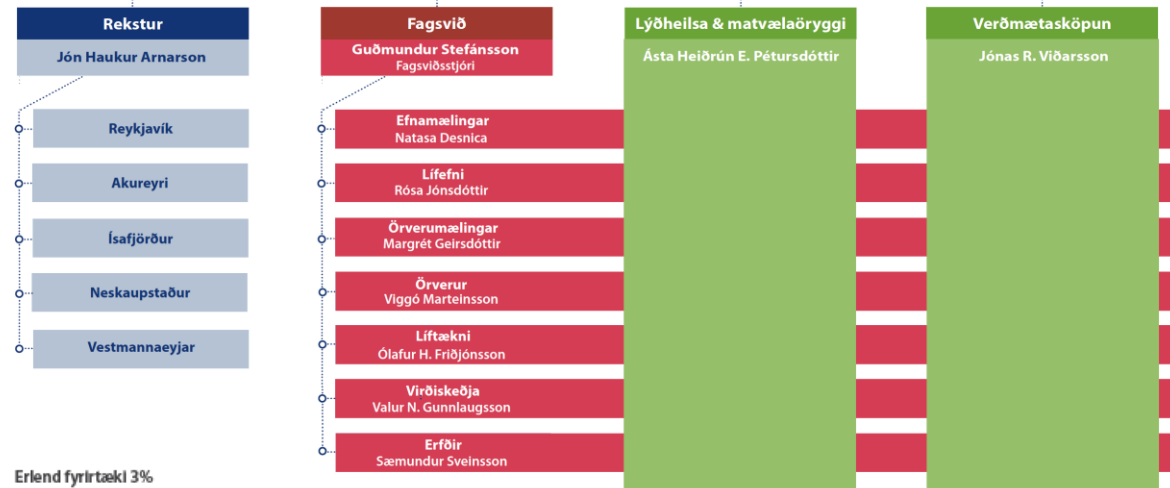 Rekstur
Jón Haukur Arnarson
Reykjavík
Akureyri
Ísafjörður
Neskaupstaður
Vestmannaeyjar
Fagsvið
Guðmundur Stefánsson
Fagsviðsstjóri
Efnamælingar
Natasa Desnica
Lífefni
Rósa Jónsdóttir
Örverumælingar
Margrét Geirsdóttir
Örverur
Viggó Marteinsson
Líftækni
Ólafur H. Friðjónsson
Virðiskeðja
Valur N. Gunnlaugsson
Erfðir
Sæmundur Sveinsson
Lýðheilsa & matvælaöryggi
Ásta Heiðrún E. Pétursdóttir
Verðmætasköpun
Jónas R. Viðarsson
Erlend fyrirtæki 3%